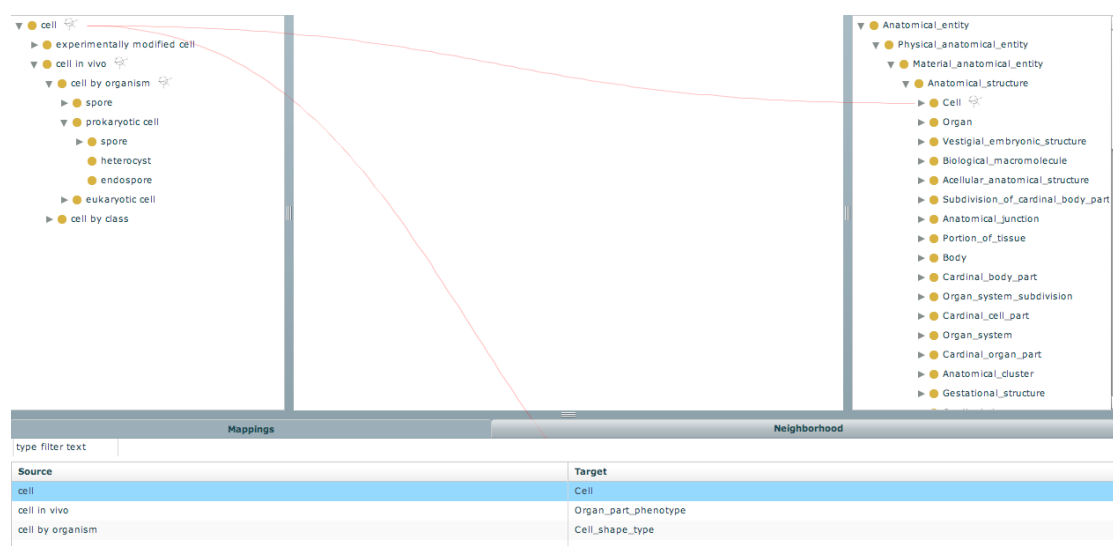 cell
experimentally modified cell
cell in vivo
cell by organism
spore
prokaryotic cell
spore
heterocyst
endospore
eukaryotic cell
cell by class
Anatomical_entity
Physical_anatomical_entity
Material_anatomical_entity
Anatomical_structure
Cell
Organ
Vestigial_embryonic_structure
Biological_macromolecule
Acellular_anatomical_structure
Subdivision_of_cardinal_body_part
Anatomical_junction
Portion_of_tissue
Body
Cardinal_body_part
Organ_system_subdivision
Cardinal_cell_part
Organ_system
Cardinal_organ_part
Anatomical_cluster
Gestational_structure
Mappings Neighborhood
type filter text
Source Target
cell Cell
cell in vivo Organ_part_phenotype
cell by organism Cell_shape_type